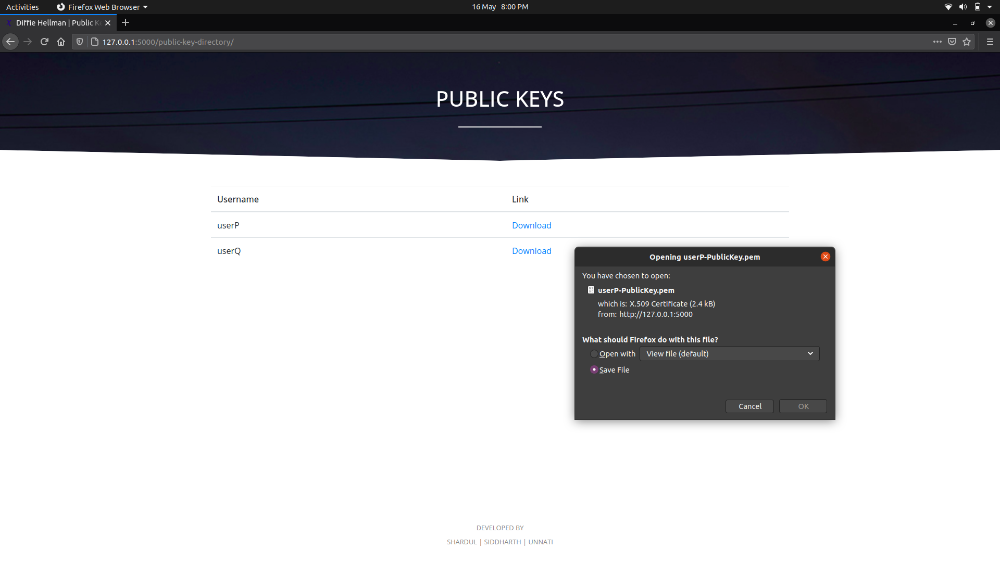 Activities
Firefox Web Browser
16 May 8:00 PM
Diffie Hellman | Public Ke
127.0.0.1:5000/public-key-directory/
PUBLIC KEYS
Username
Link
userP
Download
userQ
Download
Opening userP-PublicKey.pem
You have chosen to open:
userP-PublicKey.pem
which is: X.509 Certificate (2.4 kB)
from: http://127.0.0.1:5000
What should Firefox do with this file?
Open with
View file (default)
Save File
Cancel
OK
DEVELOPED BY
SHARDUL | SIDDHARTH | UNNATI